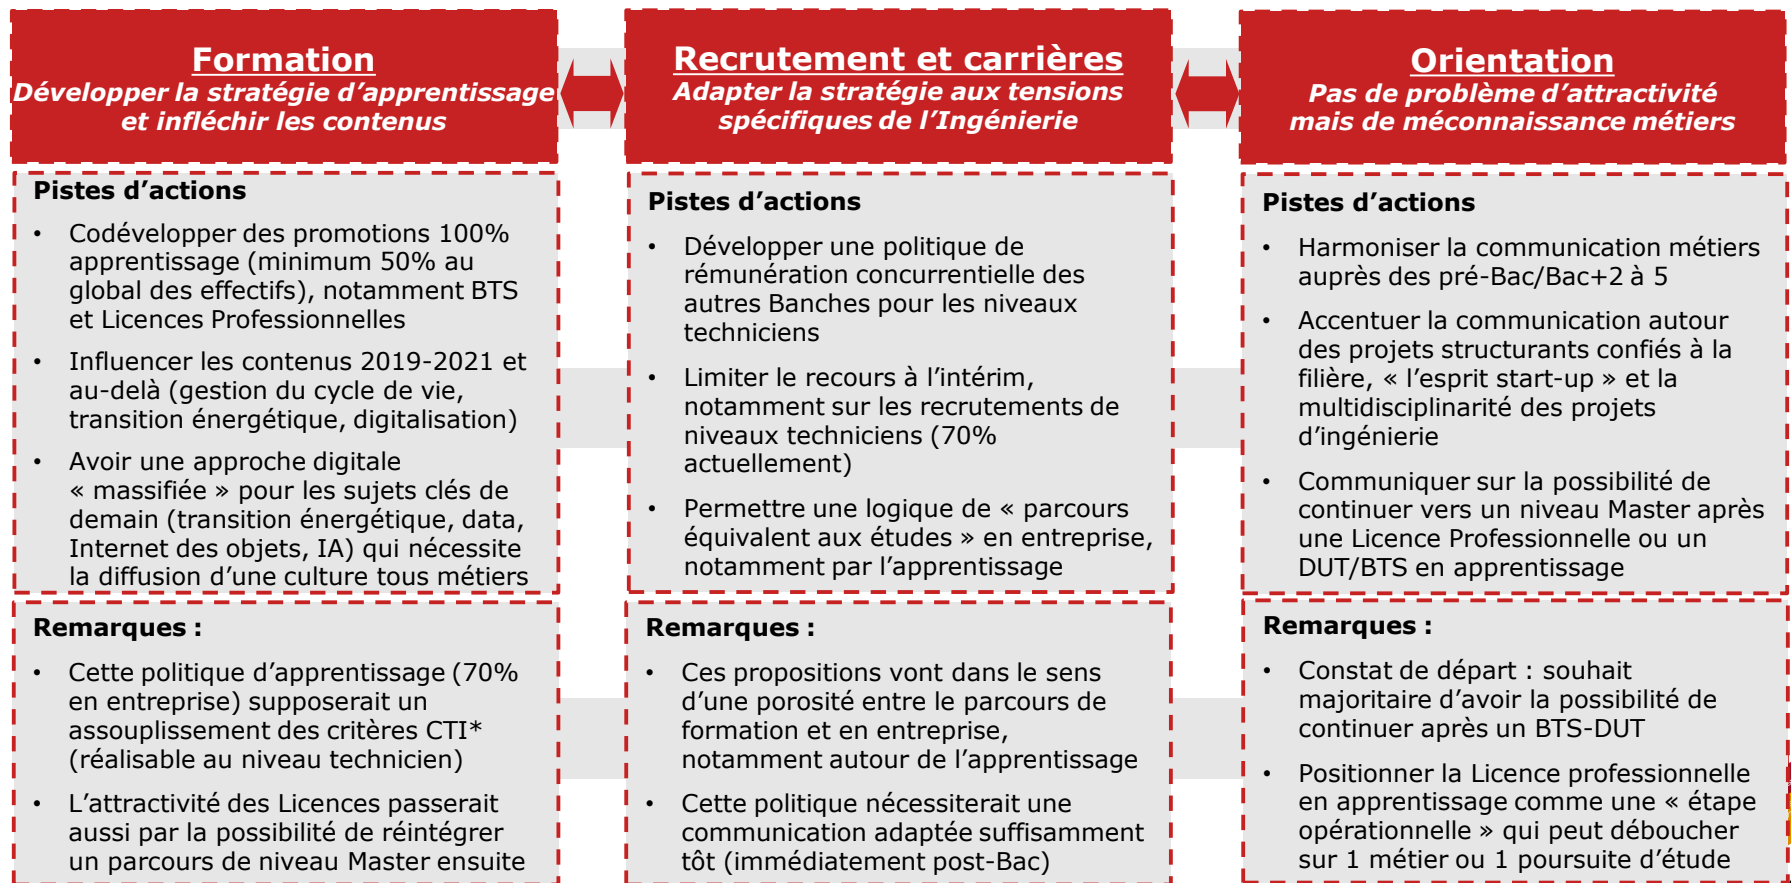 Formation
Développer la stratégie d’apprentissage
et infléchir les contenus
Pistes d’actions
• Codévelopper des promotions 100%
apprentissage (minimum 50% au
global des effectifs), notamment BTS
et Licences Professionnelles
• Influencer les contenus 2019-2021 et
au-delà (gestion du cycle de vie,
transition énergétique, digitalisation)
• Avoir une approche digitale
« massifiée » pour les sujets clés de
demain (transition énergétique, data,
Internet des objets, IA) qui nécessite
la diffusion d’une culture tous métiers
Remarques :
• Cette politique d’apprentissage (70%
en entreprise) supposerait un
assouplissement des critères CTI*
(réalisable au niveau technicien)
• L’attractivité des Licences passerait
aussi par la possibilité de réintégrer
un parcours de niveau Master ensuite
Recrutement et carrières
Adapter la stratégie aux tensions
spécifiques de l’Ingénierie
Pistes d’actions
• Développer une politique de
rémunération concurrentielle des
autres Banches pour les niveaux
techniciens
• Limiter le recours à l’intérim,
notamment sur les recrutements de
niveaux techniciens (70%
actuellement)
• Permettre une logique de « parcours
équivalent aux études » en entreprise,
notamment par l’apprentissage
Remarques :
• Ces propositions vont dans le sens
d’une porosité entre le parcours de
formation et en entreprise,
notamment autour de l’apprentissage
• Cette politique nécessiterait une
communication adaptée suffisamment
tôt (immédiatement post-Bac)
Orientation
Pas de problème d’attractivité
mais de méconnaissance métiers
Pistes d’actions
• Harmoniser la communication métiers
auprès des pré-Bac/Bac+2 à 5
• Accentuer la communication autour
des projets structurants confiés à la
filière, « l’esprit start-up » et la
multidisciplinarité des projets
d’ingénierie
• Communiquer sur la possibilité de
continuer vers un niveau Master après
une Licence Professionnelle ou un
DUT/BTS en apprentissage
Remarques :
• Constat de départ : souhait
majoritaire d’avoir la possibilité de
continuer après un BTS-DUT
• Positionner la Licence professionnelle
en apprentissage comme une « étape
opérationnelle » qui peut déboucher
sur 1 métier ou 1 poursuite d’étude